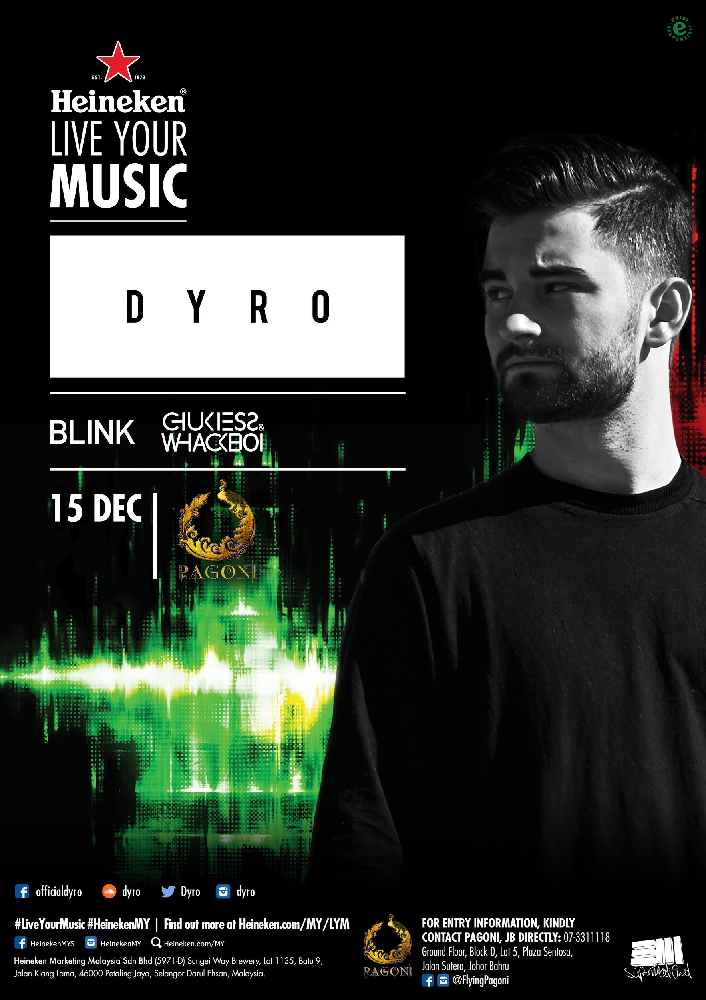 ENJOY RESPONSIBLY
e
EST. 1873
Heineken®
LIVE YOUR
MUSIC
DYRO
BLINK
CHUKIESS &
WHACKBOI
15 DEC
PAGONI
officialdyro dyro Dyro dyro
#LiveYourMusic #HeinekenMY | Find out more at Heineken.com/MY/LYM
HeinekenMYS HeinekenMY Heineken.com/MY
Heineken Marketing Malaysia Sdn Bhd (5971-D) Sungei Way Brewery, Lot 1135, Batu 9,
Jalan Klang Lama, 46000 Petaling Jaya, Selangor Darul Ehsan, Malaysia.
PAGONI
FOR ENTRY INFORMATION, KINDLY
CONTACT PAGONI, JB DIRECTLY: 07-3311118
Ground Floor, Block D, Lot 5, Plaza Sentosa,
Jalan Sutera, Johor Bahru
@FlyingPagoni
SuperModified